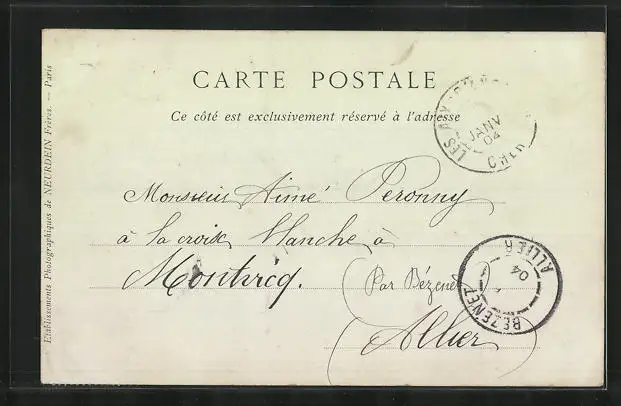 CARTE POSTALE
Ce côté est exclusivement réservé à l'adresse
JANV
04
Monsieur Aimé Peronny
à la croix blanche à
Montvicq. (Par Bézenet)
(Allier)
BEZENET
04
ALLIER
Etablissements Photographiques de NEURDEIN Frères. — Paris